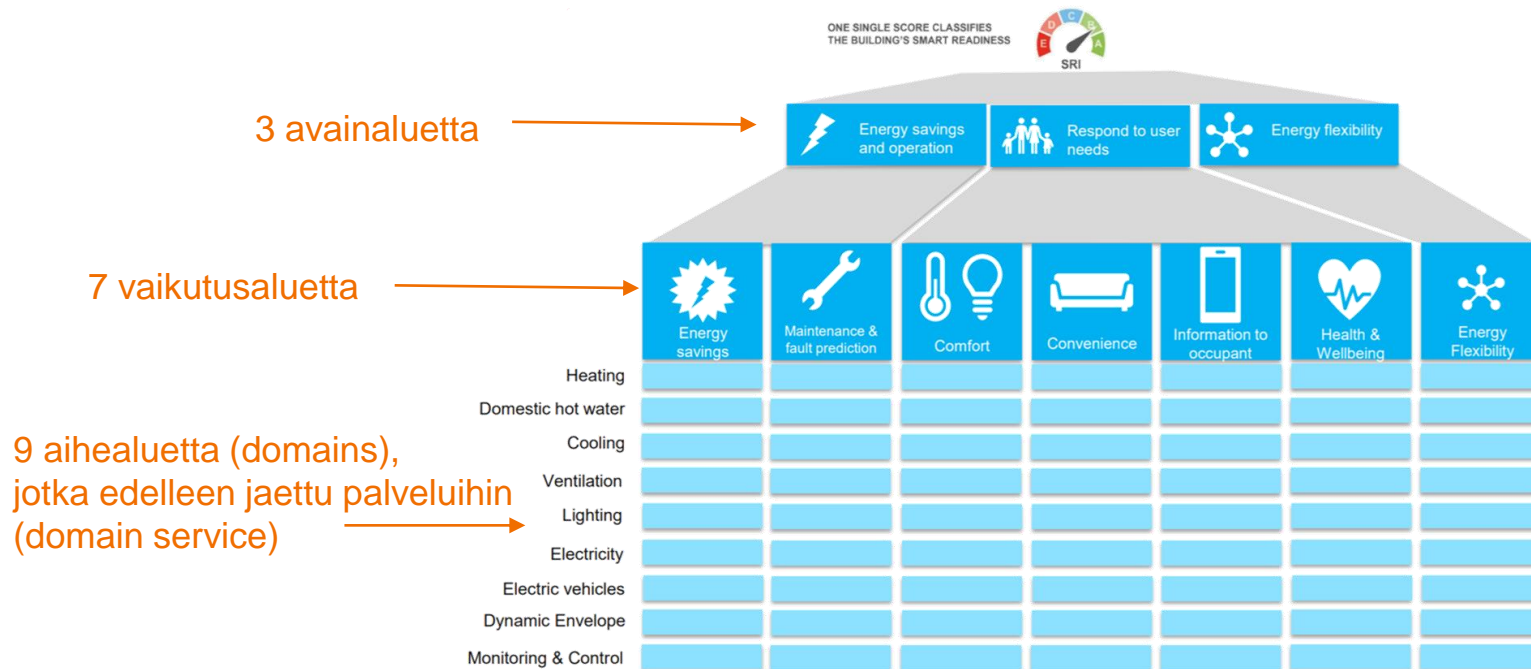 ONE SINGLE SCORE CLASSIFIES
THE BUILDING'S SMART READINESS
E
D
C
B
A
SRI
3 avainaluetta
Energy savings
and operation
Respond to user
needs
Energy flexibility
7 vaikutusaluetta
Energy
savings
Maintenance &
fault prediction
Comfort
Convenience
Information to
occupant
Health &
Wellbeing
Energy
Flexibility
9 aihealuetta (domains),
jotka edelleen jaettu palveluihin
(domain service)
Heating
Domestic hot water
Cooling
Ventilation
Lighting
Electricity
Electric vehicles
Dynamic Envelope
Monitoring & Control